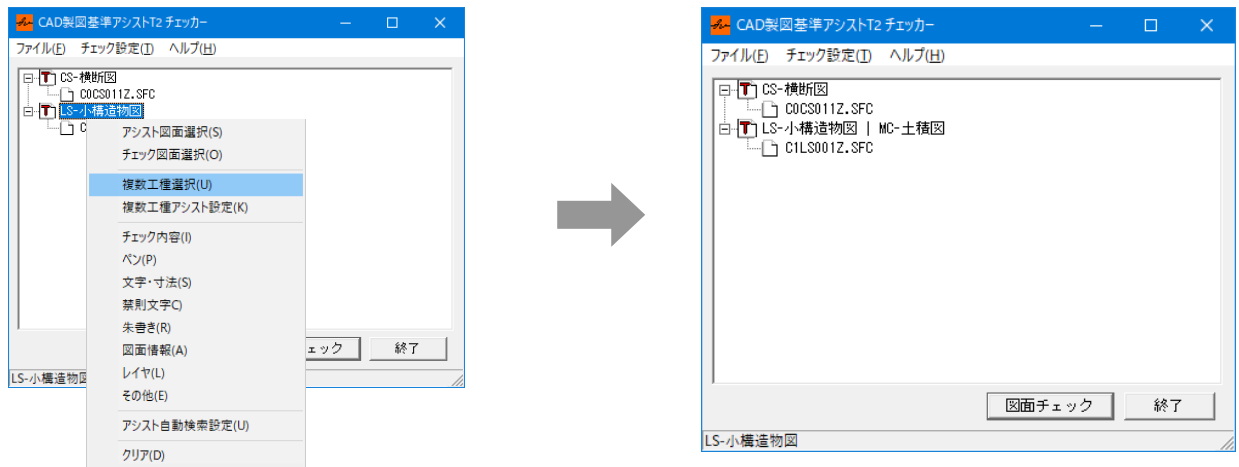 CAD製図基準アシストT2 チェッカー
ファイル(F) チェック設定(T) ヘルプ(H)
CS-横断図
C0CS011Z.SFC
LS-小構造物図
C
アシスト図面選択(S)
チェック図面選択(O)
複数工種選択(U)
複数工種アシスト設定(K)
チェック内容(I)
ペン(P)
文字・寸法(S)
禁則文字C)
朱書き(R)
図面情報(A)
レイヤ(L)
その他(E)
アシスト自動検索設定(U)
クリア(D)
ェック 終了
LS-小構造物図
CAD製図基準アシストT2 チェッカー
ファイル(F) チェック設定(T) ヘルプ(H)
CS-横断図
C0CS011Z.SFC
LS-小構造物図 | MC-土積図
C1LS001Z.SFC
図面チェック 終了
LS-小構造物図